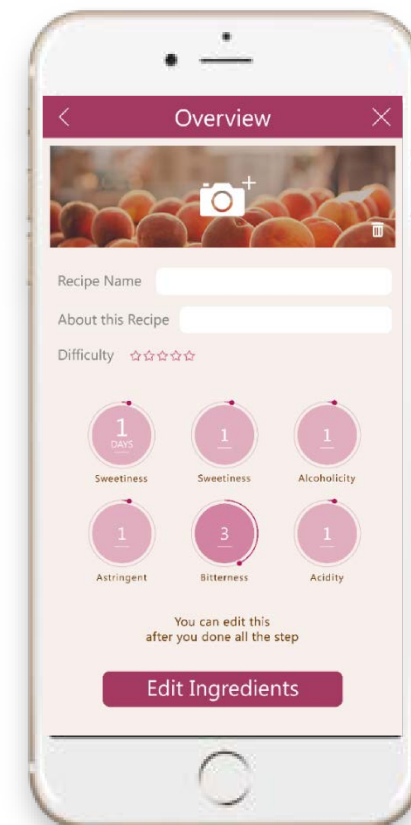 Overview
Recipe Name
About this Recipe
Difficulty
1
DAYS
Sweetiness
1
Sweetiness
1
Alcoholicity
1
Astringent
3
Bitterness
1
Acidity
You can edit this
after you done all the step
Edit Ingredients